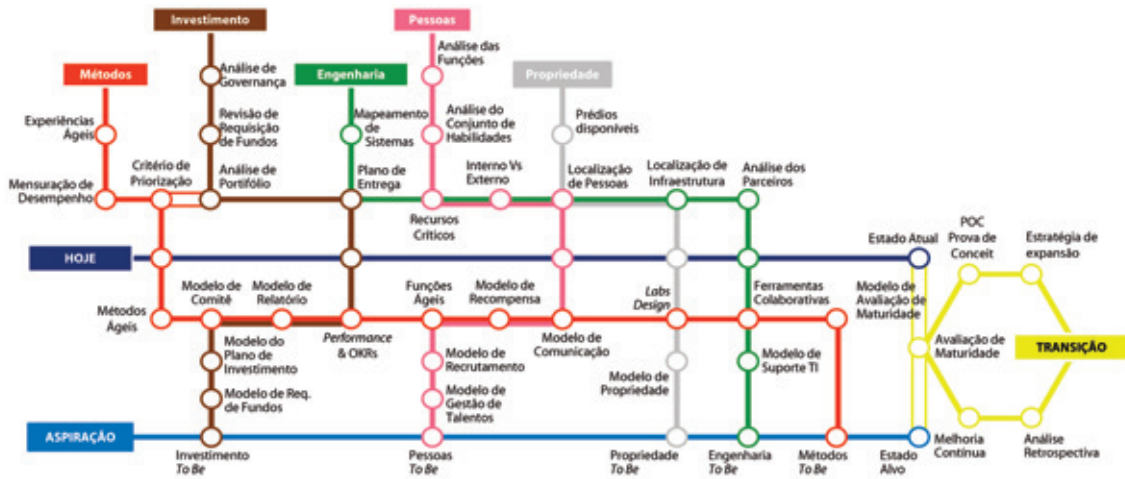 Investimento
Pessoas
Análise das
Funções
Métodos
Análise de
Governança
Engenharia
Propriedade
Experiências
Ágeis
Revisão de
Requisição
de Fundos
Mapeamento
de
Sistemas
Análise do
Conjunto de
Habilidades
Prédios
disponíveis
Mensuração de
Desempenho
Critério de
Priorização
Análise de
Portifólio
Plano de
Entrega
Interno Vs
Externo
Localização
de Pessoas
Localização de
Infraestrutura
Análise dos
Parceiros
Recursos
Críticos
HOJE
Estado Atual
POC
Prova de
Conceit
Estratégia de
expansão
Métodos
Ágeis
Modelo de
Comitê
Modelo de
Relatório
Funções
Ágeis
Modelo de
Recompensa
Labs
Design
Ferramentas
Colaborativas
Modelo de
Avaliação de
Maturidade
Performance
& OKRs
Modelo de
Comunicação
Avaliação de
Maturidade
TRANSIÇÃO
Modelo do
Plano de
Investimento
Modelo de
Recrutamento
Modelo de
Propriedade
Modelo de
Suporte TI
Modelo de Req.
de Fundos
Modelo de
Gestão de
Talentos
ASPIRAÇÃO
Investimento
To Be
Pessoas
To Be
Propriedade
To Be
Engenharia
To Be
Métodos
To Be
Estado
Alvo
Melhoria
Contínua
Análise
Retrospectiva